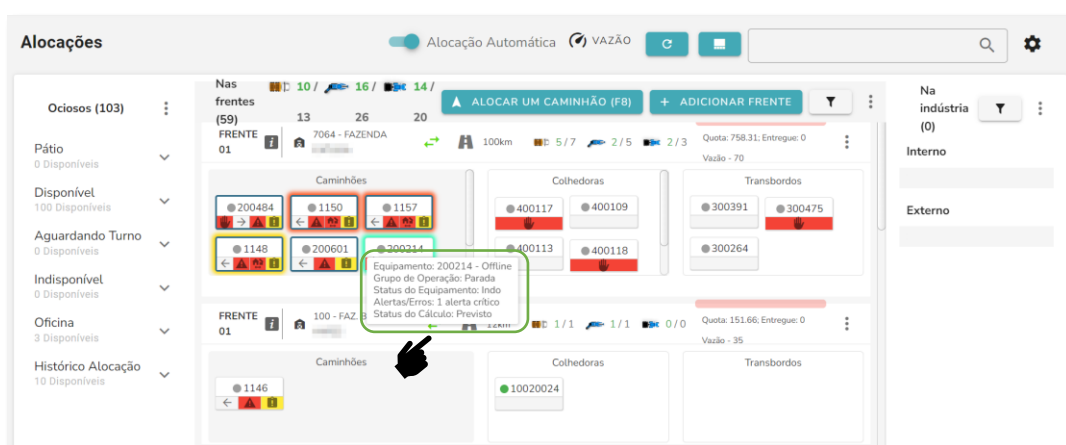 Alocações
Alocação Automática
VAZÃO
Ociosos (103)
Pátio
0 Disponíveis
Disponível
100 Disponíveis
Aguardando Turno
0 Disponíveis
Indisponível
0 Disponíveis
Oficina
3 Disponíveis
Histórico Alocação
10 Disponíveis
Nas frentes (59)
10 / 13
16 / 26
14 / 20
ALOCAR UM CAMINHÃO (F8)
+ ADICIONAR FRENTE
FRENTE 01
7064 - FAZENDA
100km
5/7
2/5
2/3
Quota: 758.31; Entregue: 0
Vazão - 70
Caminhões
200484
1150
1157
1148
200601
200214
Colhedoras
400117
400109
400113
400118
Transbordos
300391
300475
300264
Equipamento: 200214 - Offline
Grupo de Operação: Parada
Status do Equipamento: Indo
Alertas/Erros: 1 alerta crítico
Status do Cálculo: Previsto
FRENTE 01
100 - FAZ.
12km
1/1
1/1
0/0
Quota: 151.66; Entregue: 0
Vazão - 35
Caminhões
1146
Colhedoras
10020024
Transbordos
Na indústria (0)
Interno
Externo